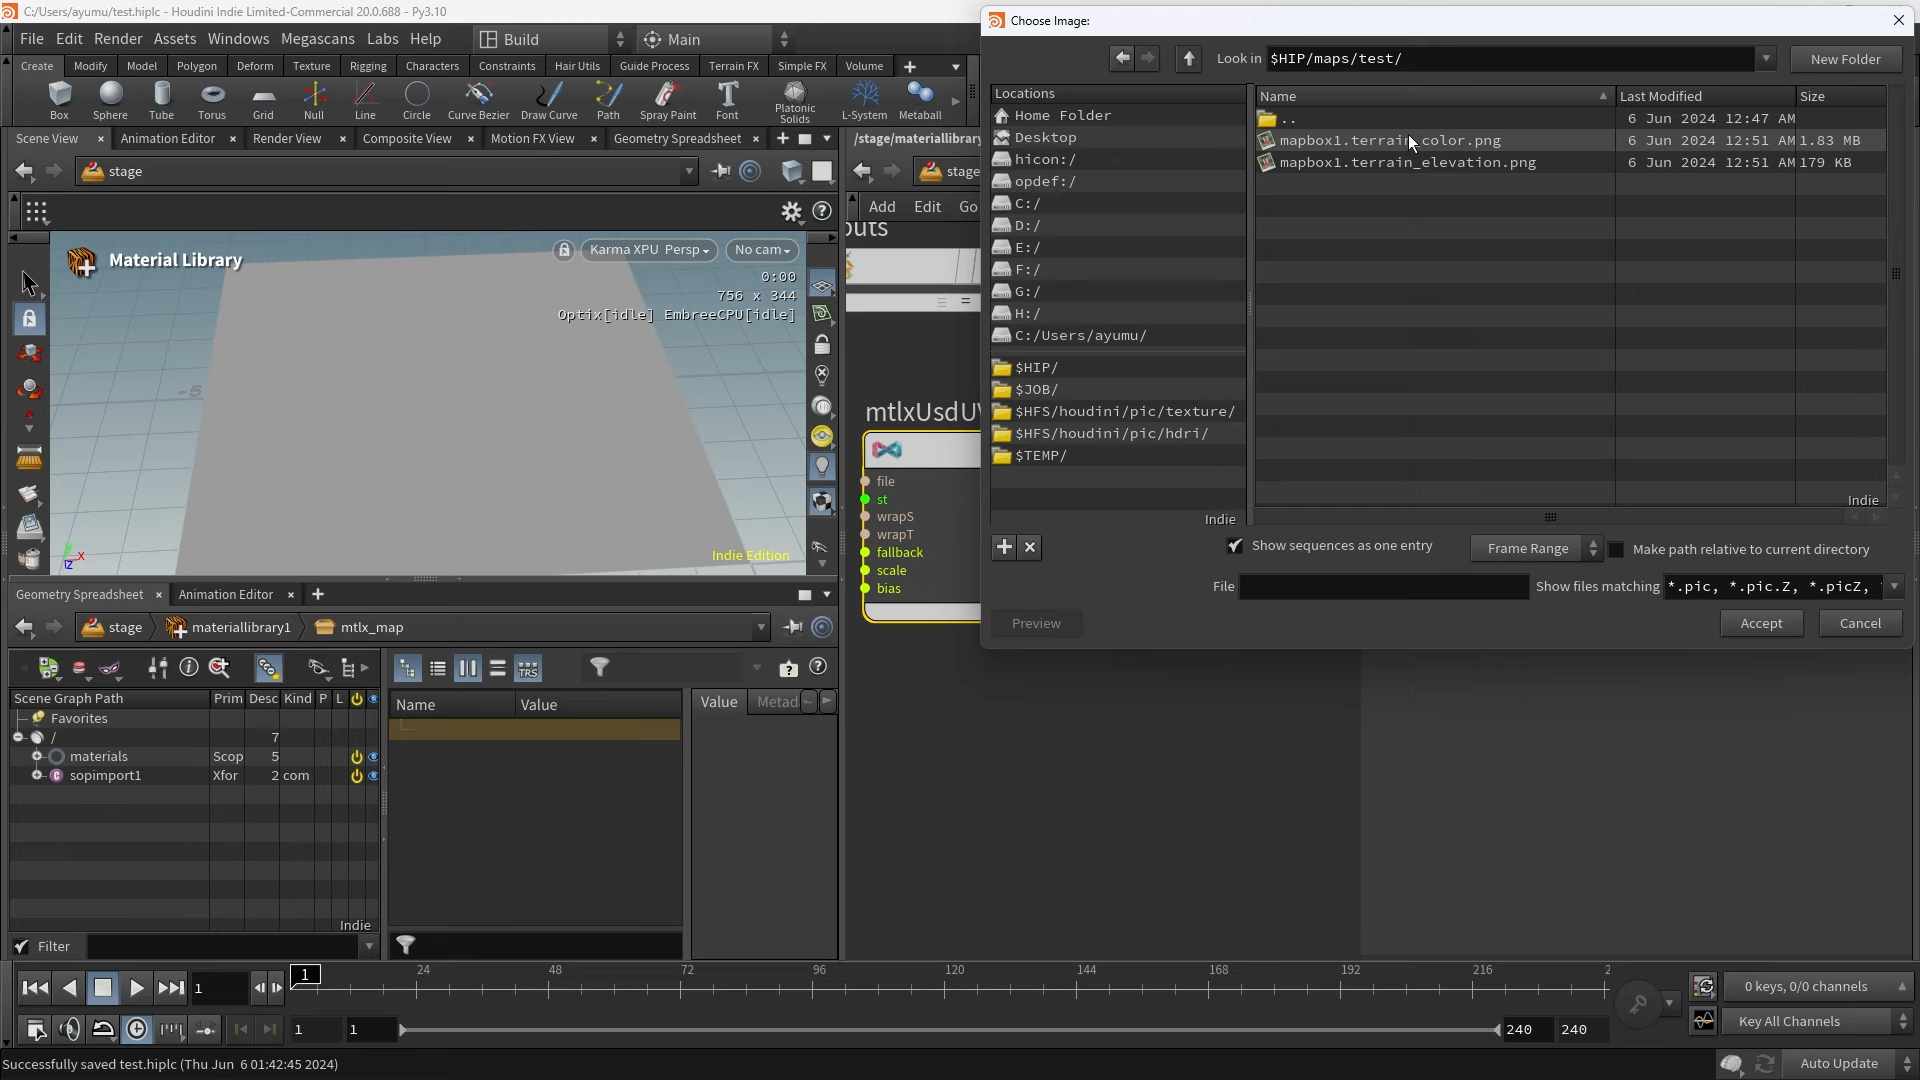 C:/Users/ayumu/test.hiplc - Houdini Indie Limited-Commercial 20.0.688 - Py3.10
File Edit Render Assets Windows Megascans Labs Help Build Main
Create Modify Model Polygon Deform Texture Rigging Characters Constraints Hair Utils Guide Process Terrain FX Simple FX Volume
Box Sphere Tube Torus Grid Null Line Circle Curve Bezier Draw Curve Path Spray Paint Font Platonic Solids L-System Metaball
Scene View Animation Editor Render View Composite View Motion FX View Geometry Spreadsheet
stage
Material Library
Karma XPU Persp No cam
0:00
756 x 344
Optix[idle] EmbreeCPU[idle]
-5
X
Z
Indie Edition
/stage/materiallibrary
stage
Add Edit Go
outs
mtlxUsdUV
file
st
wrapS
wrapT
fallback
scale
bias
Choose Image:
Look in $HIP/maps/test/ New Folder
Locations
Home Folder
Desktop
hicon:/
opdef:/
C:/
D:/
E:/
F:/
G:/
H:/
C:/Users/ayumu/
$HIP/
$JOB/
$HFS/houdini/pic/texture/
$HFS/houdini/pic/hdri/
$TEMP/
Indie
Name Last Modified Size
.. 6 Jun 2024 12:47 AM
mapbox1.terrain_color.png 6 Jun 2024 12:51 AM 1.83 MB
mapbox1.terrain_elevation.png 6 Jun 2024 12:51 AM 179 KB
Indie
Show sequences as one entry Frame Range Make path relative to current directory
File Show files matching *.pic, *.pic.Z, *.picZ,
Preview Accept Cancel
Geometry Spreadsheet Animation Editor
stage materiallibrary1 mtlx_map
TRS
Scene Graph Path Prim Desc Kind P L
Favorites
/ 7
materials Scop 5
sopimport1 Xfor 2 com
Indie
Filter
Name Value
Value Metad
1 1 24 48 72 96 120 144 168 192 216 2
0 keys, 0/0 channels
1 1 240 240
Key All Channels
Successfully saved test.hiplc (Thu Jun 6 01:42:45 2024)
Auto Update